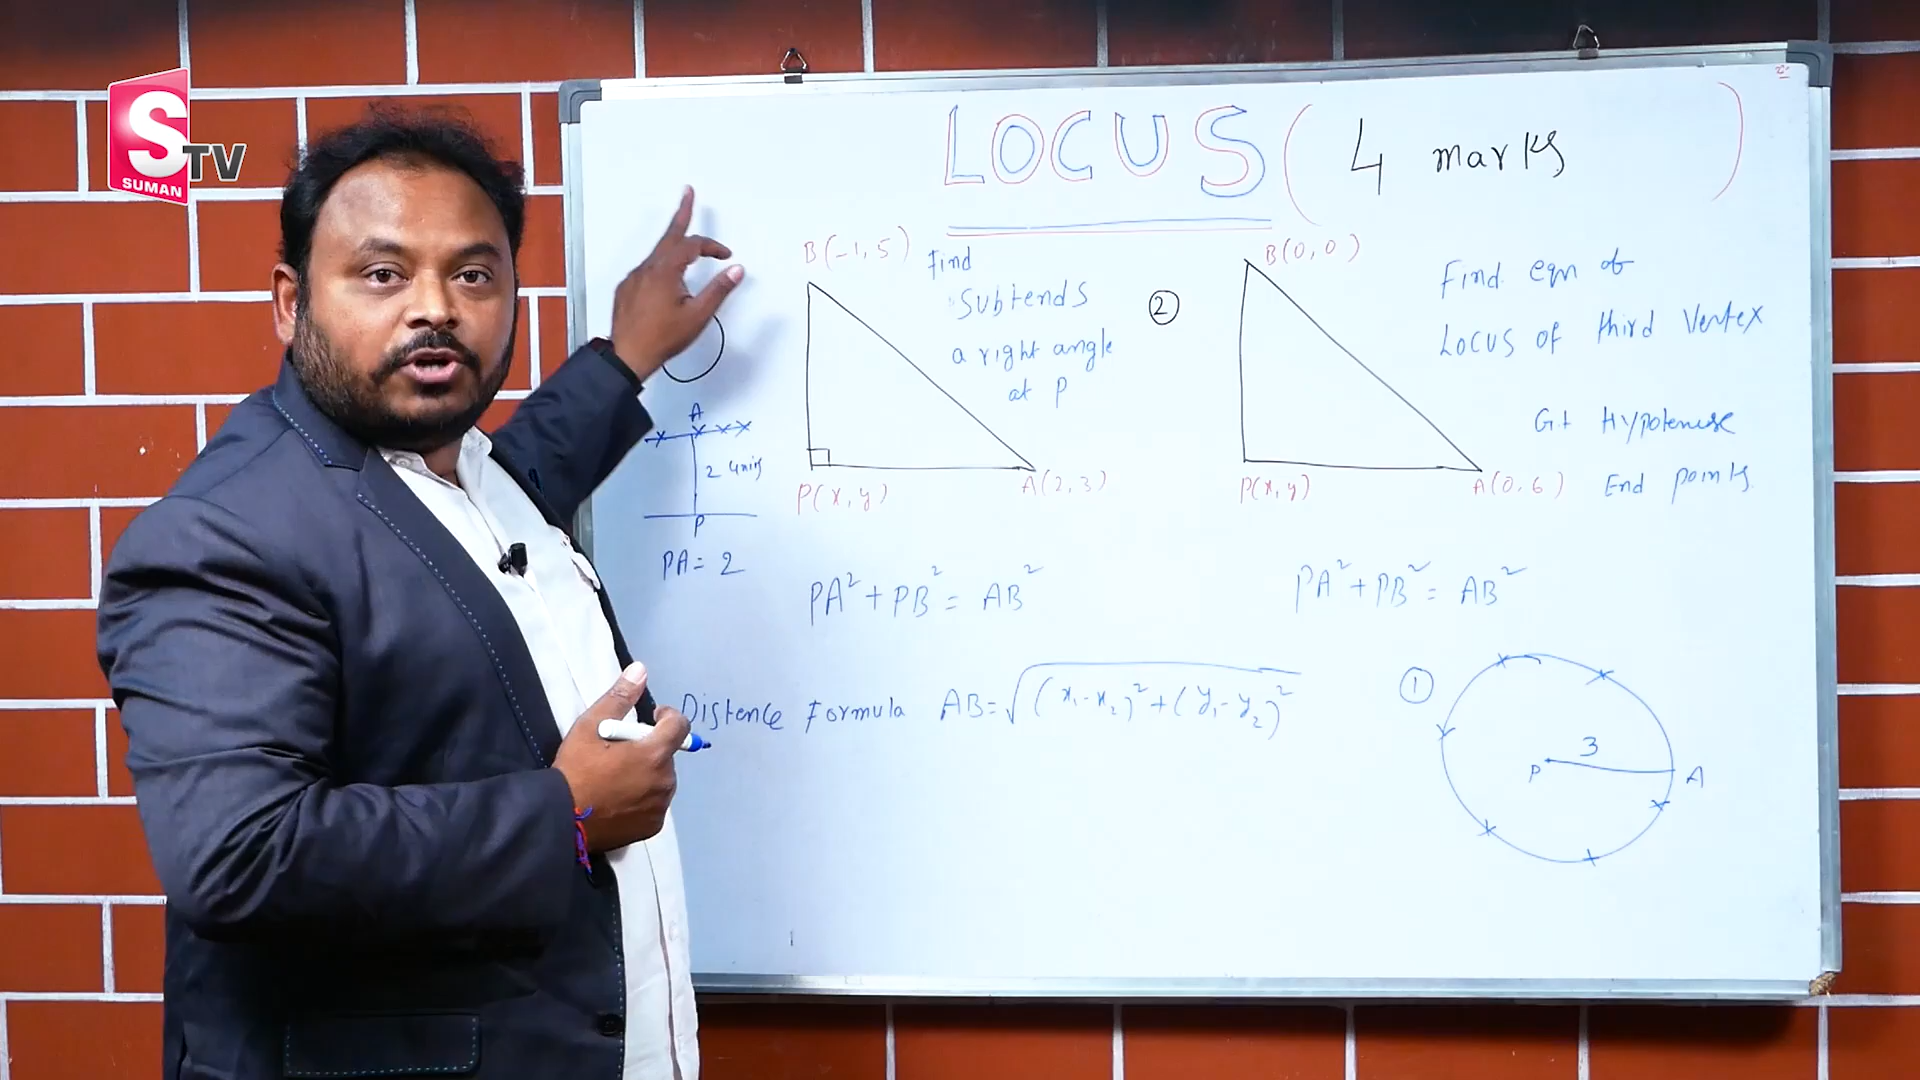 S TV
SUMAN
LOCUS ( 4 marks )
B(-1, 5) Find
Subtends
a right angle
at P
P(x, y)
A(2, 3)
②
B(0, 0)
P(x, y)
A(0, 6)
Find eqn of
Locus of third Vertex
Gt Hypotenuse
End points
A
2 units
P
PA = 2
PA² + PB² = AB²
PA² + PB² = AB²
Distence Formula AB = √(x₁-x₂)² + (y₁-y₂)²
①
3
P
A